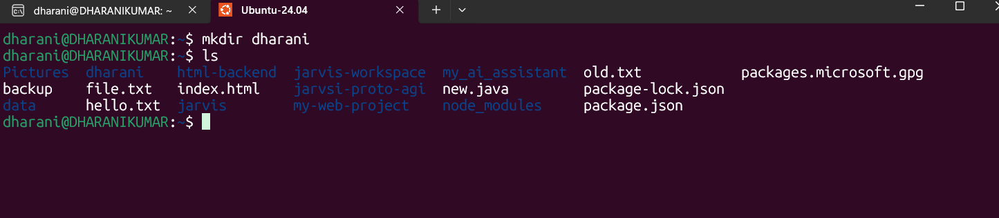 dharani@DHARANIKUMAR: ~ Ubuntu-24.04
dharani@DHARANIKUMAR:~$ mkdir dharani
dharani@DHARANIKUMAR:~$ ls
Pictures dharani html-backend jarvis-workspace my_ai_assistant old.txt packages.microsoft.gpg
backup file.txt index.html jarvsi-proto-agi new.java package-lock.json
data hello.txt jarvis my-web-project node_modules package.json
dharani@DHARANIKUMAR:~$